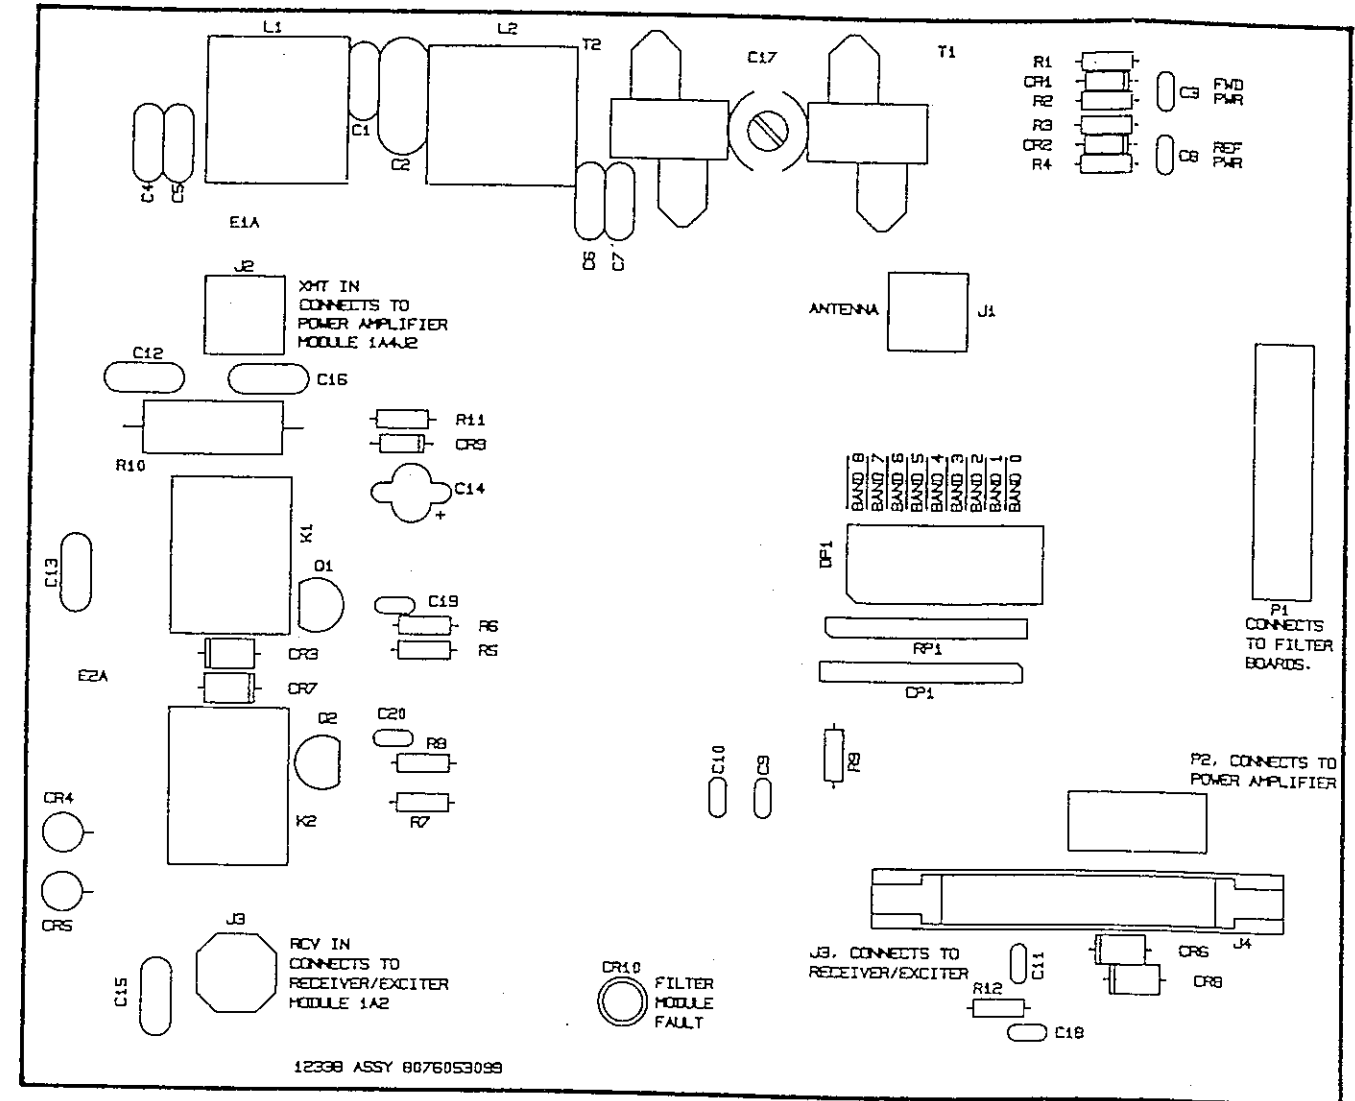 L1
L2
T2
C17
T1
R1
CR1
R2
R3
CR2
R4
C3
FWD
PWR
C8
REF
PWR
C1
C2
C4
C5
C6
C7
E1A
J2
XMT IN
CONNECTS TO
POWER AMPLIFIER
MODULE 1A4J2
ANTENNA
J1
C12
C16
R10
R11
CR9
C14
+
K1
Q1
C13
C19
R6
R5
CR3
CR7
E2A
Q2
C20
R8
R7
K2
CR4
CR5
BAND 8
BAND 7
BAND 6
BAND 5
BAND 4
BAND 3
BAND 2
BAND 1
BAND 0
DP1
RP1
CP1
P1
CONNECTS
TO FILTER
BOARDS.
C10
C9
R9
P2, CONNECTS TO
POWER AMPLIFIER
J4
J3
RCV IN
CONNECTS TO
RECEIVER/EXCITER
MODULE 1A2
C15
CR10
FILTER
MODULE
FAULT
J3, CONNECTS TO
RECEIVER/EXCITER
C11
CR6
CR8
R12
C18
12338 ASSY 8076053099